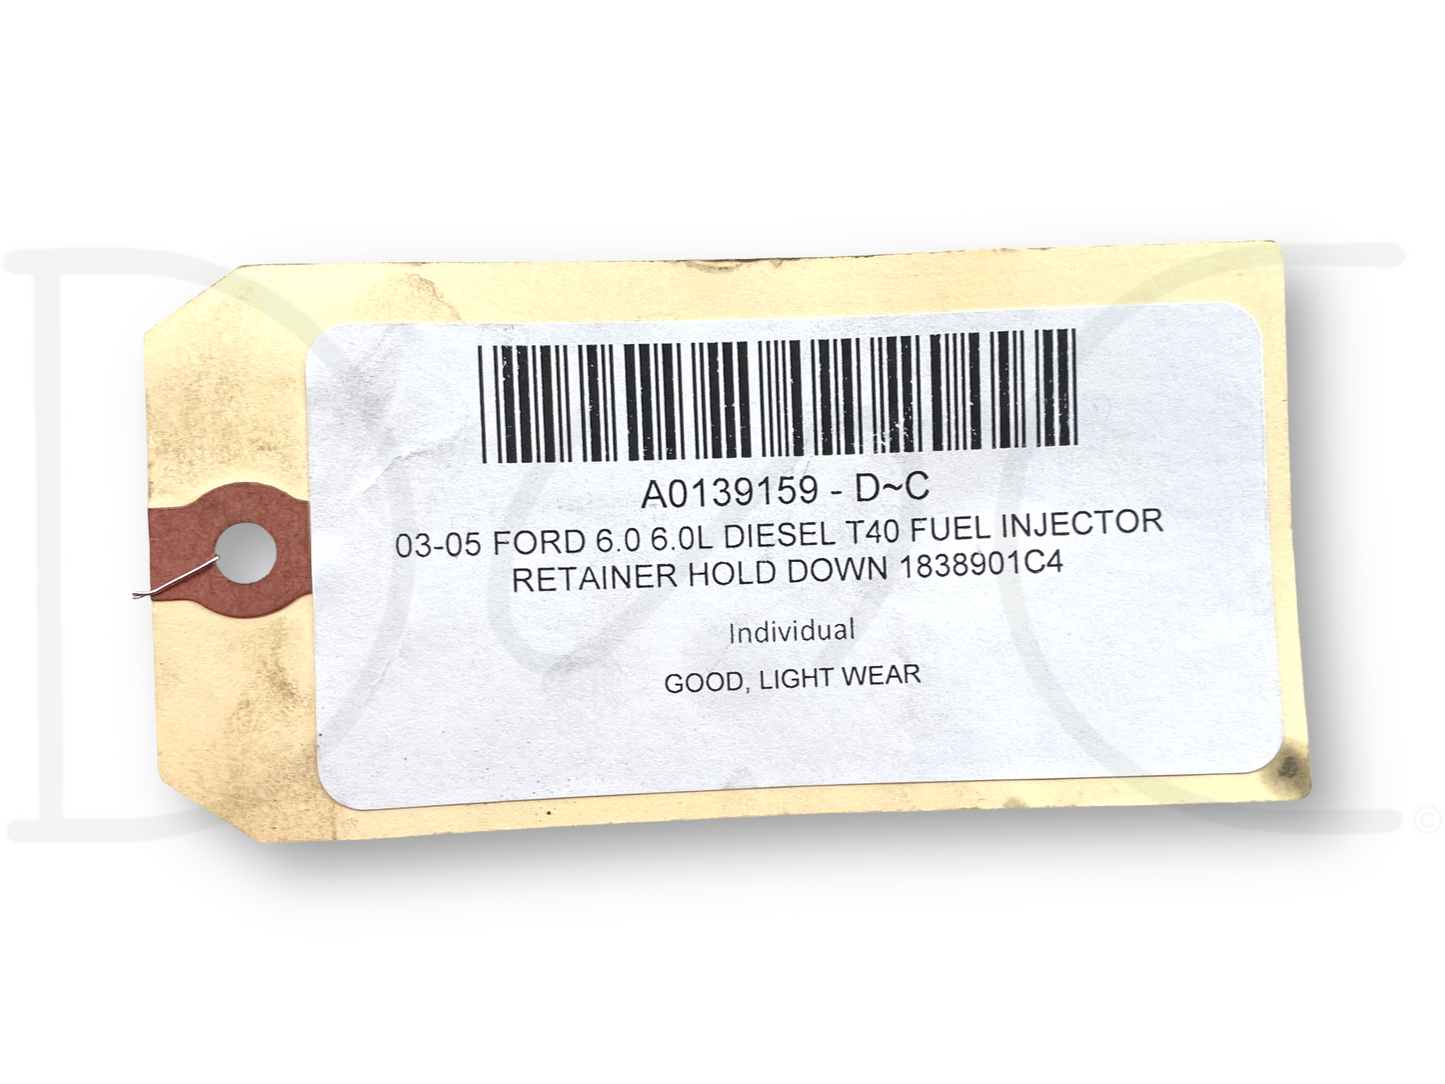 A0139159 - D~C
03-05 FORD 6.0 6.0L DIESEL T40 FUEL INJECTOR
RETAINER HOLD DOWN 1838901C4
Individual
GOOD, LIGHT WEAR
D~C
©